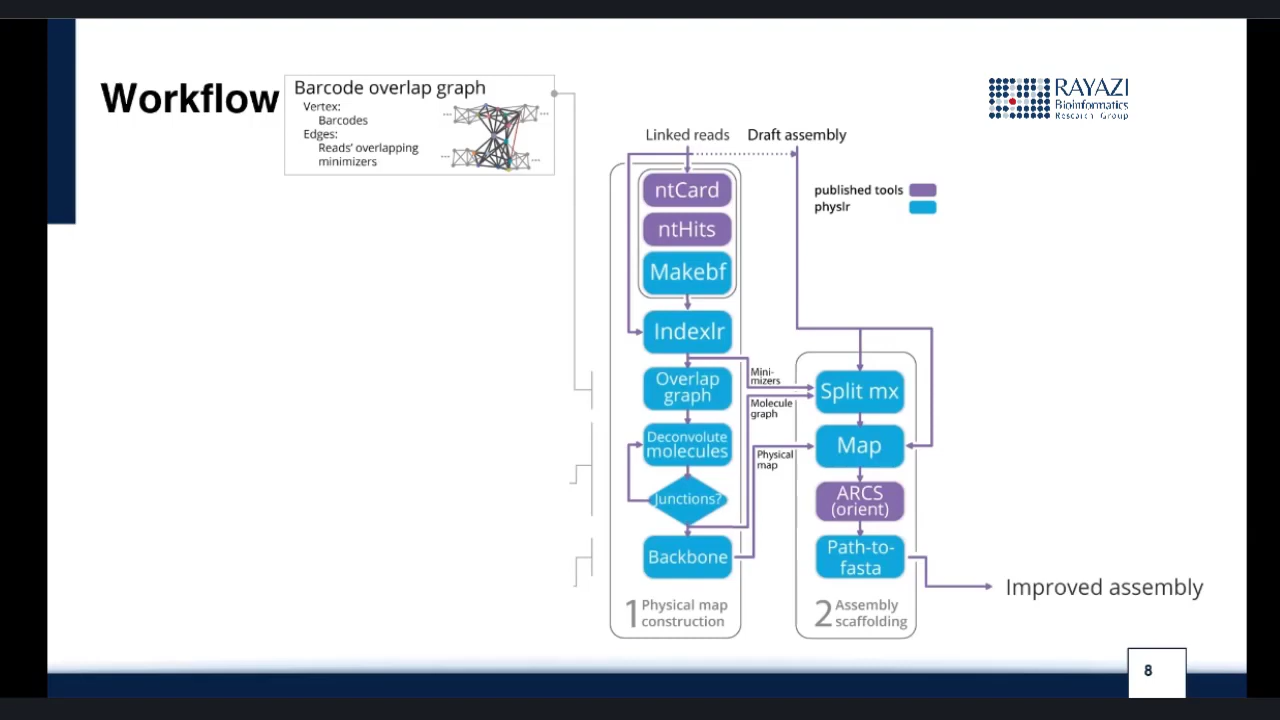 Workflow
Barcode overlap graph
Vertex:
Barcodes
Edges:
Reads' overlapping
minimizers
RAYAZI
Bioinformatics
Research Group
Linked reads
Draft assembly
published tools
physlr
ntCard
ntHits
Makebf
Indexlr
Overlap
graph
Deconvolute
molecules
Junctions?
Backbone
1 Physical map
construction
Mini-
mizers
Molecule
graph
Physical
map
Split mx
Map
ARCS
(orient)
Path-to-
fasta
2 Assembly
scaffolding
Improved assembly
8